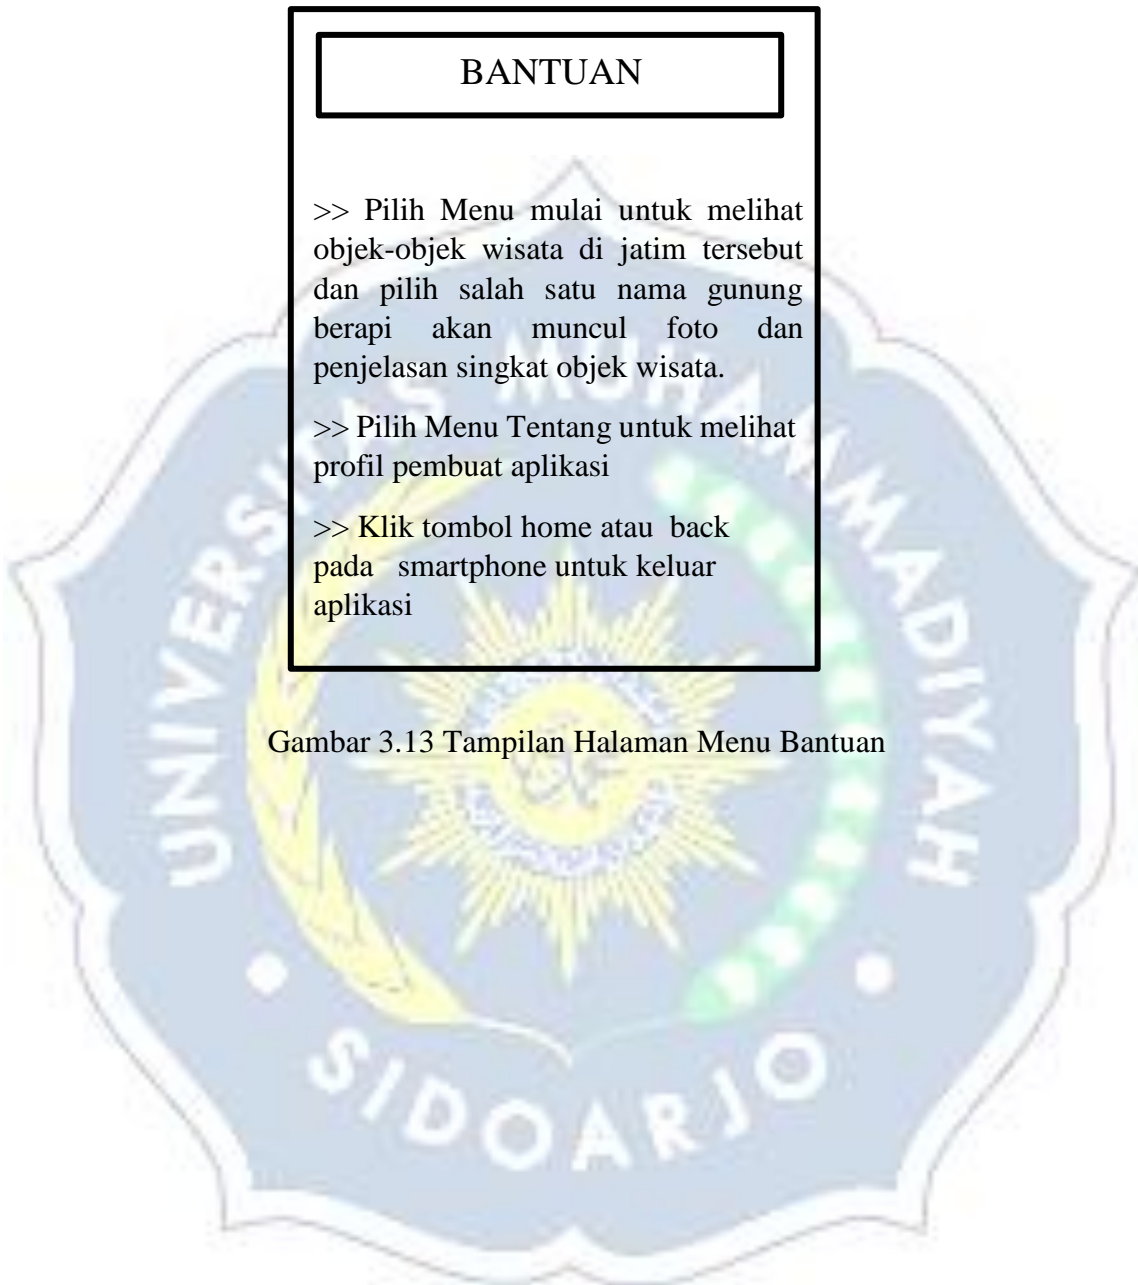 BANTUAN
>> Pilih Menu mulai untuk melihat
objek-objek wisata di jatim tersebut
dan pilih salah satu nama gunung
berapi akan muncul foto dan
penjelasan singkat objek wisata.
>> Pilih Menu Tentang untuk melihat
profil pembuat aplikasi
>> Klik tombol home atau back
pada smartphone untuk keluar
aplikasi
Gambar 3.13 Tampilan Halaman Menu Bantuan
UNIVERSITAS MUHAMMADIYAH
SIDOARJO